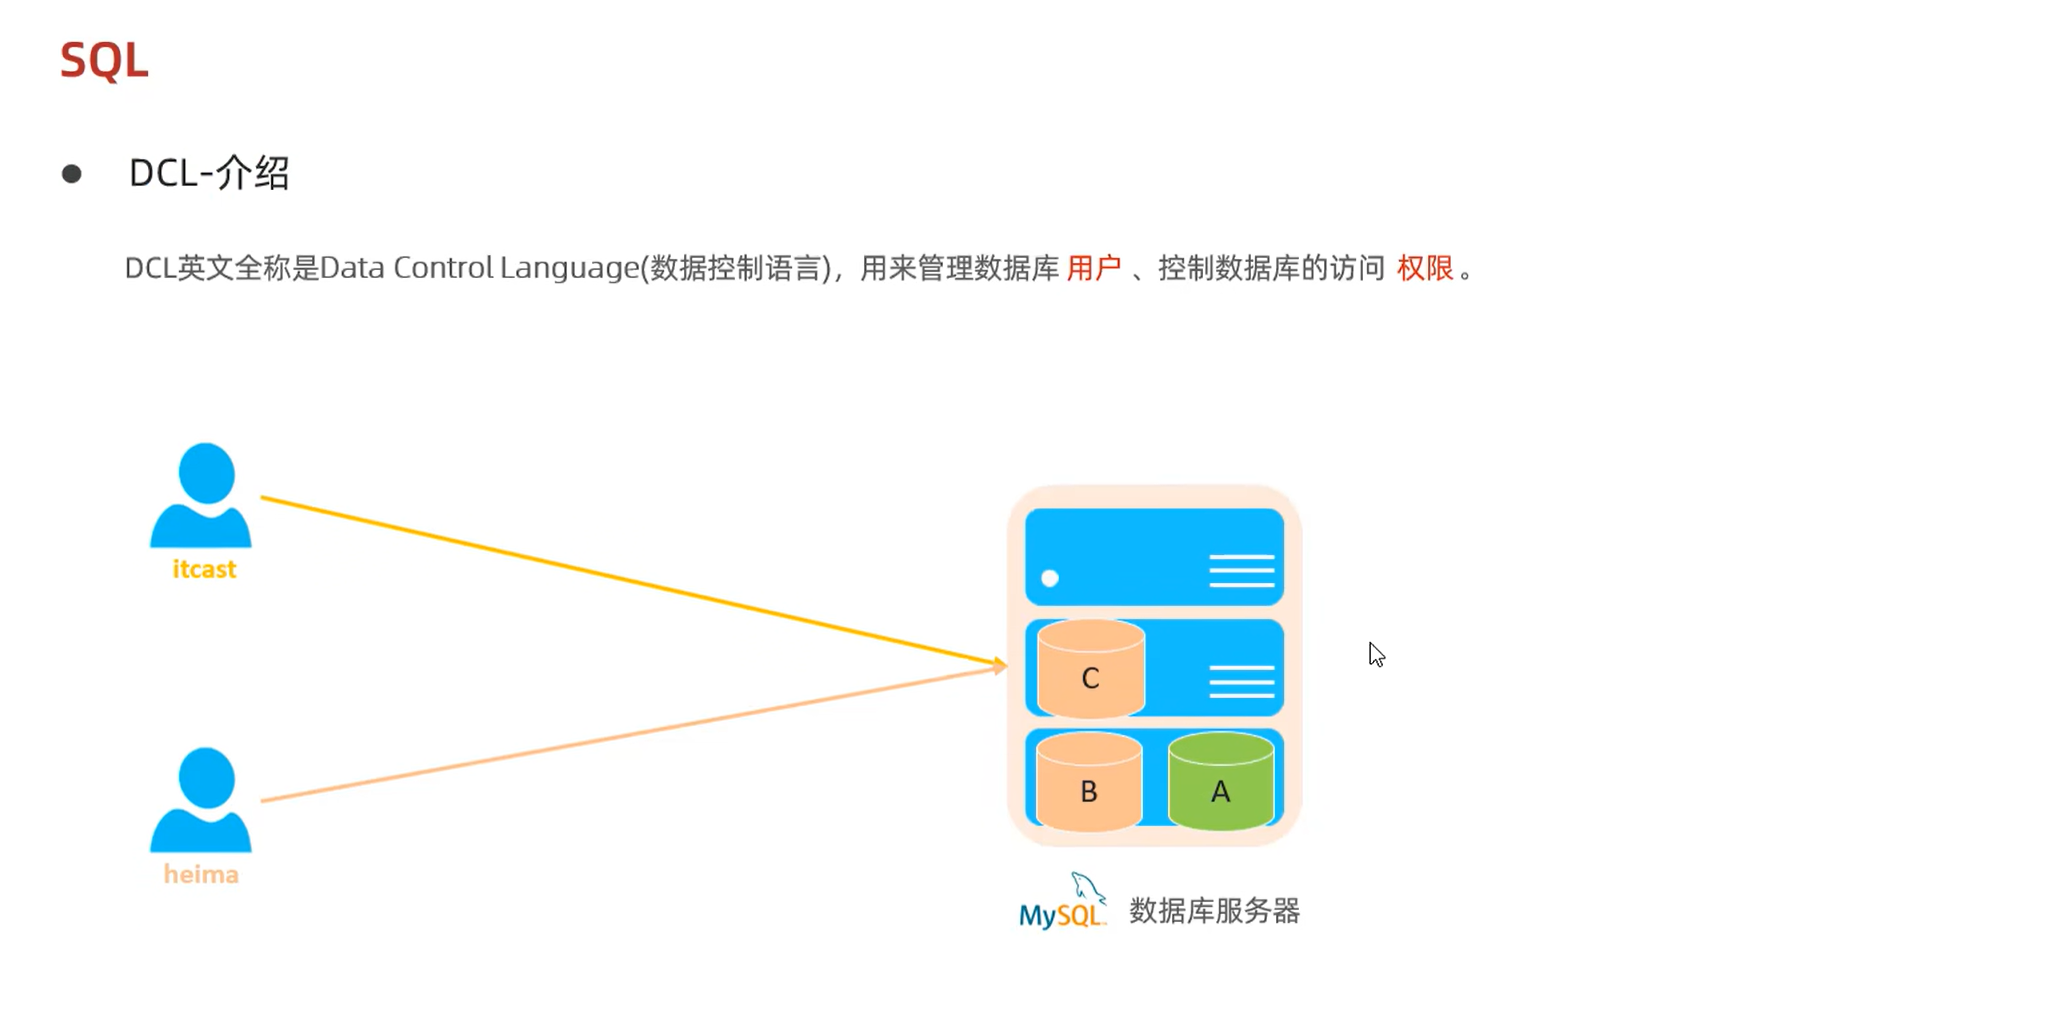 SQL
DCL-介绍
DCL英文全称是Data Control Language(数据控制语言)，用来管理数据库 用户 、控制数据库的访问 权限 。
itcast
C
B
A
heima
MySQL 数据库服务器